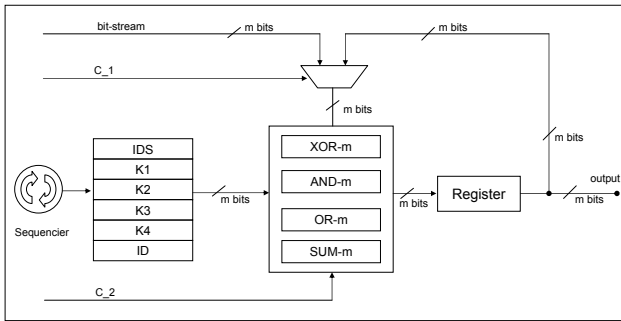 bit-stream
m bits
m bits
C_1
m bits
IDS
K1
K2
K3
K4
ID
Sequencier
m bits
XOR-m
AND-m
OR-m
SUM-m
m bits
Register
m bits
output
m bits
C_2